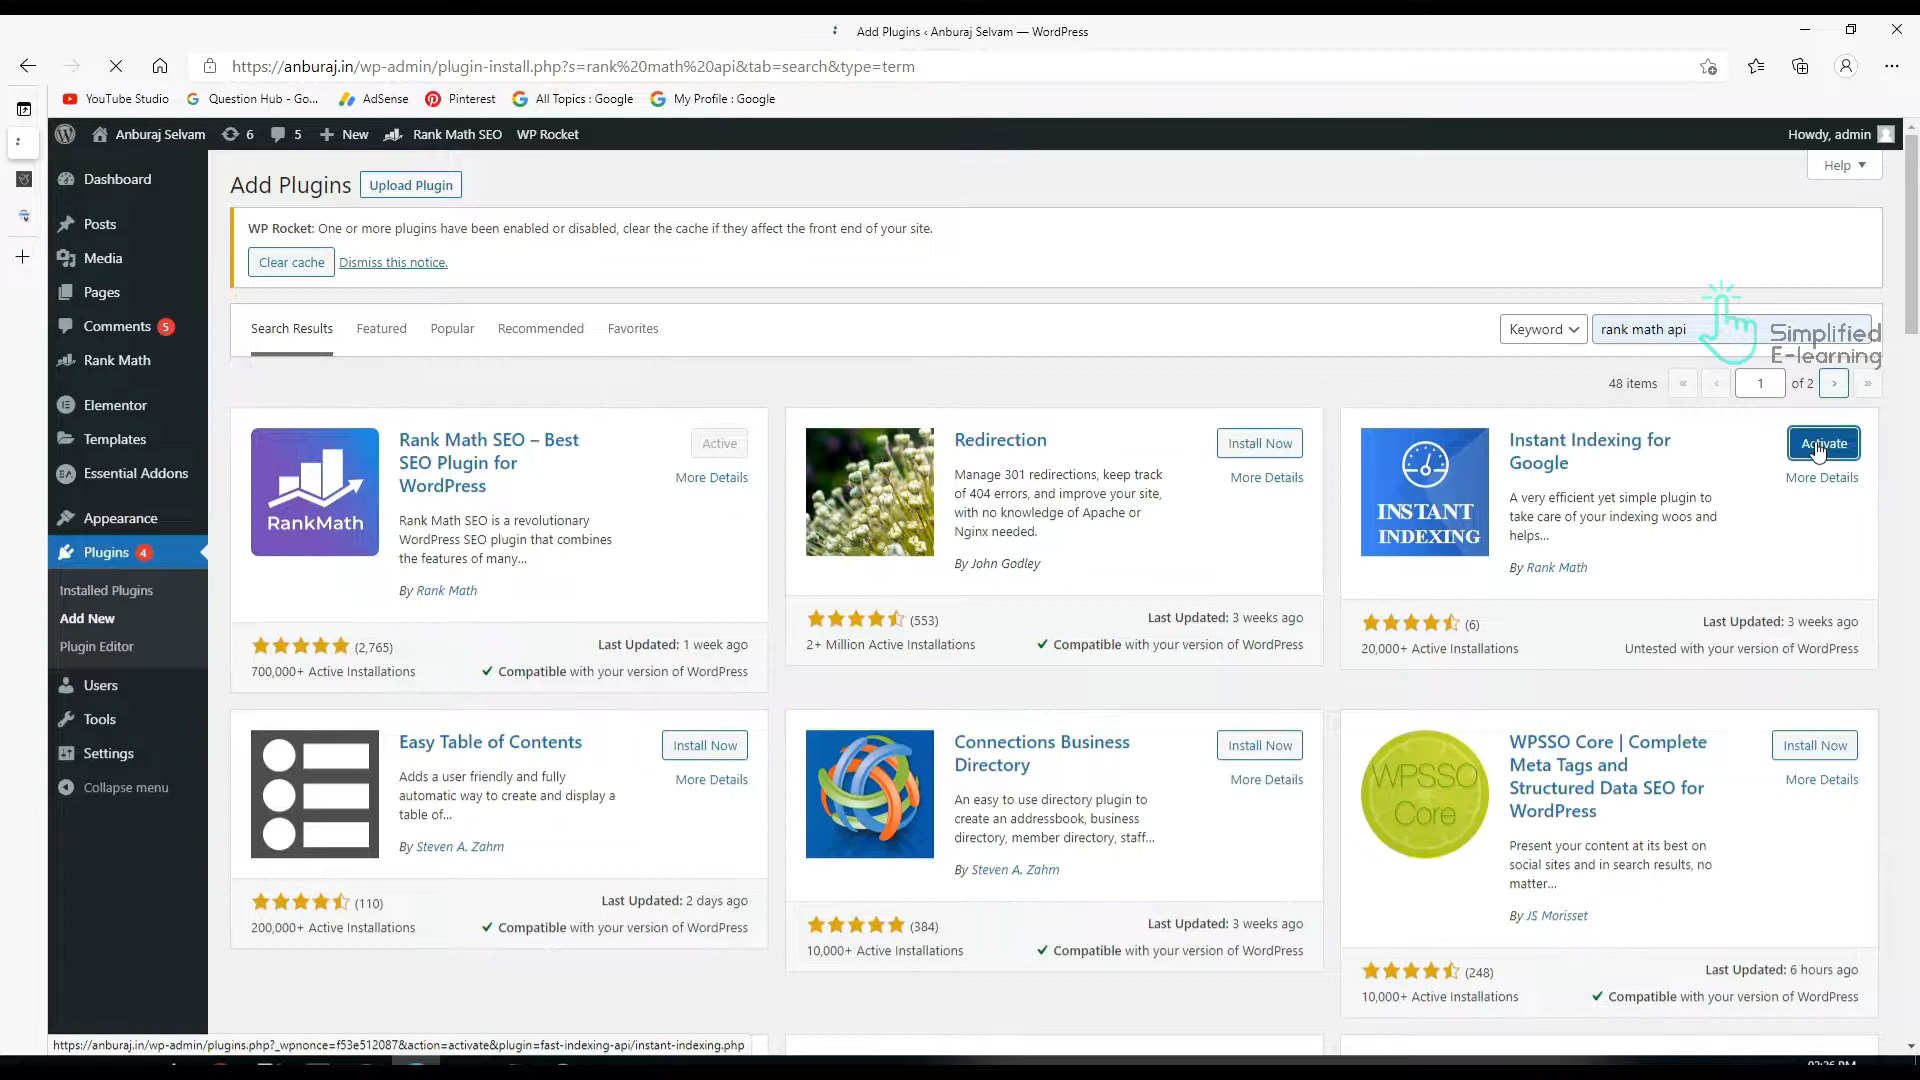 Add Plugins ‹ Anburaj Selvam — WordPress
https://anburaj.in/wp-admin/plugin-install.php?s=rank%20math%20api&tab=search&type=term
YouTube Studio
Question Hub - Go...
AdSense
Pinterest
All Topics : Google
My Profile : Google
Anburaj Selvam
6
5
New
Rank Math SEO
WP Rocket
Howdy, admin
Dashboard
Posts
Media
Pages
Comments 5
Rank Math
Elementor
Templates
Essential Addons
Appearance
Plugins 4
Installed Plugins
Add New
Plugin Editor
Users
Tools
Settings
Collapse menu
Help
Add Plugins
Upload Plugin
WP Rocket: One or more plugins have been enabled or disabled, clear the cache if they affect the front end of your site.
Clear cache
Dismiss this notice.
Search Results
Featured
Popular
Recommended
Favorites
Keyword
rank math api
Simplified
E-learning
48 items
«
‹
1
of 2
›
»
RankMath
Rank Math SEO – Best
SEO Plugin for
WordPress
Active
More Details
Rank Math SEO is a revolutionary
WordPress SEO plugin that combines
the features of many...
By Rank Math
(2,765)
700,000+ Active Installations
Last Updated: 1 week ago
Compatible with your version of WordPress
Redirection
Install Now
More Details
Manage 301 redirections, keep track
of 404 errors, and improve your site,
with no knowledge of Apache or
Nginx needed.
By John Godley
(553)
2+ Million Active Installations
Last Updated: 3 weeks ago
Compatible with your version of WordPress
INSTANT
INDEXING
Instant Indexing for
Google
Activate
More Details
A very efficient yet simple plugin to
take care of your indexing woos and
helps...
By Rank Math
(6)
20,000+ Active Installations
Last Updated: 3 weeks ago
Untested with your version of WordPress
Easy Table of Contents
Install Now
More Details
Adds a user friendly and fully
automatic way to create and display a
table of...
By Steven A. Zahm
(110)
200,000+ Active Installations
Last Updated: 2 days ago
Compatible with your version of WordPress
Connections Business
Directory
Install Now
More Details
An easy to use directory plugin to
create an addressbook, business
directory, member directory, staff...
By Steven A. Zahm
(384)
10,000+ Active Installations
Last Updated: 3 weeks ago
Compatible with your version of WordPress
WPSSO
Core
WPSSO Core | Complete
Meta Tags and
Structured Data SEO for
WordPress
Install Now
More Details
Present your content at its best on
social sites and in search results, no
matter...
By JS Morisset
(248)
10,000+ Active Installations
Last Updated: 6 hours ago
Compatible with your version of WordPress
https://anburaj.in/wp-admin/plugins.php?_wpnonce=f53e512087&action=activate&plugin=fast-indexing-api/instant-indexing.php